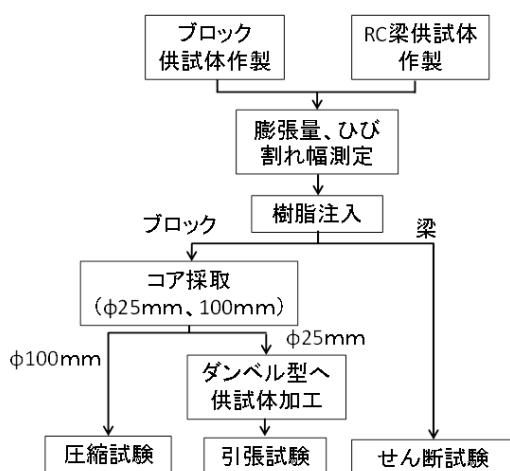 ブロック
供試体作製
RC梁供試体
作製
膨張量、ひび
割れ幅測定
樹脂注入
ブロック
梁
コア採取
（φ25mm、100mm）
φ100mm
φ25mm
ダンベル型へ
供試体加工
圧縮試験
引張試験
せん断試験